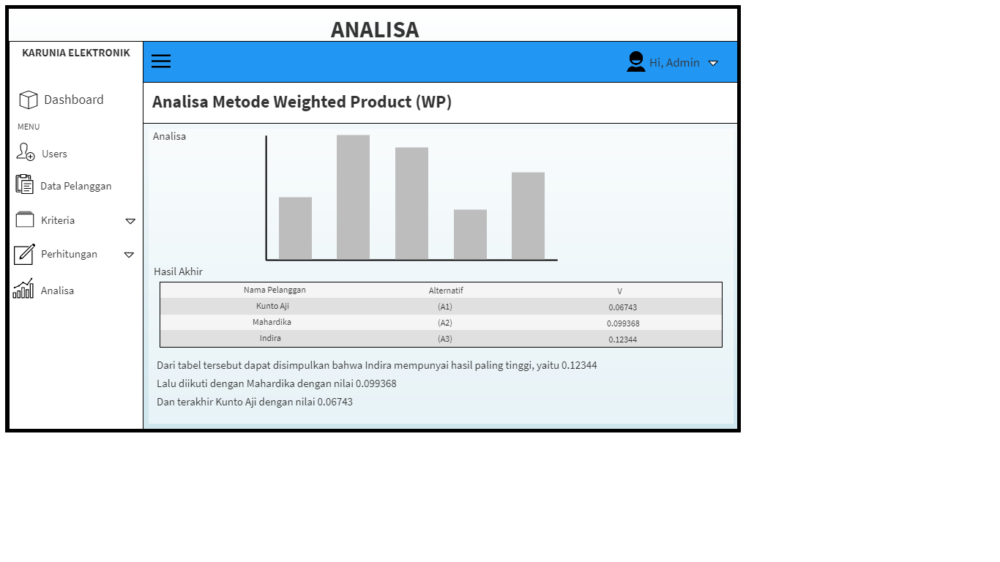 ANALISA
KARUNIA ELEKTRONIK
Hi, Admin
Dashboard
MENU
Users
Data Pelanggan
Kriteria
Perhitungan
Analisa
Analisa Metode Weighted Product (WP)
Analisa
Hasil Akhir
Nama Pelanggan Alternatif V
Kunto Aji (A1) 0.06743
Mahardika (A2) 0.099368
Indira (A3) 0.12344
Dari tabel tersebut dapat disimpulkan bahwa Indira mempunyai hasil paling tinggi, yaitu 0.12344
Lalu diikuti dengan Mahardika dengan nilai 0.099368
Dan terakhir Kunto Aji dengan nilai 0.06743